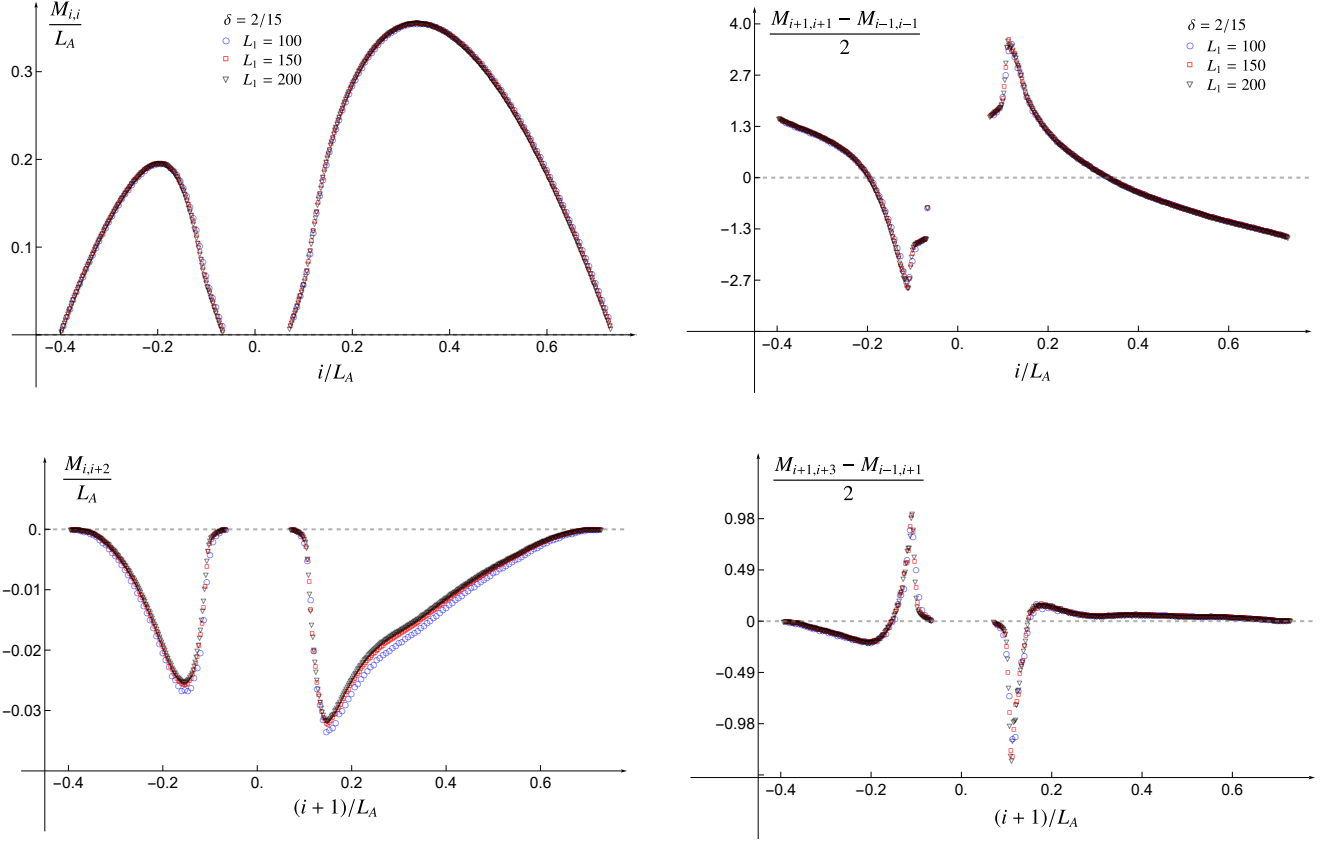 M_{i,i}
L_A
δ = 2/15
L_1 = 100
L_1 = 150
L_1 = 200
0.3
0.2
0.1
−0.4 −0.2 0. 0.2 0.4 0.6
i/L_A
M_{i+1,i+1} − M_{i−1,i−1}
2
δ = 2/15
L_1 = 100
L_1 = 150
L_1 = 200
4.0
2.7
1.3
0
−1.3
−2.7
−0.4 −0.2 0. 0.2 0.4 0.6
i/L_A
M_{i,i+2}
L_A
0.
−0.01
−0.02
−0.03
−0.4 −0.2 0. 0.2 0.4 0.6
(i + 1)/L_A
M_{i+1,i+3} − M_{i−1,i+1}
2
0.98
0.49
0
−0.49
−0.98
−0.4 −0.2 0. 0.2 0.4 0.6
(i + 1)/L_A